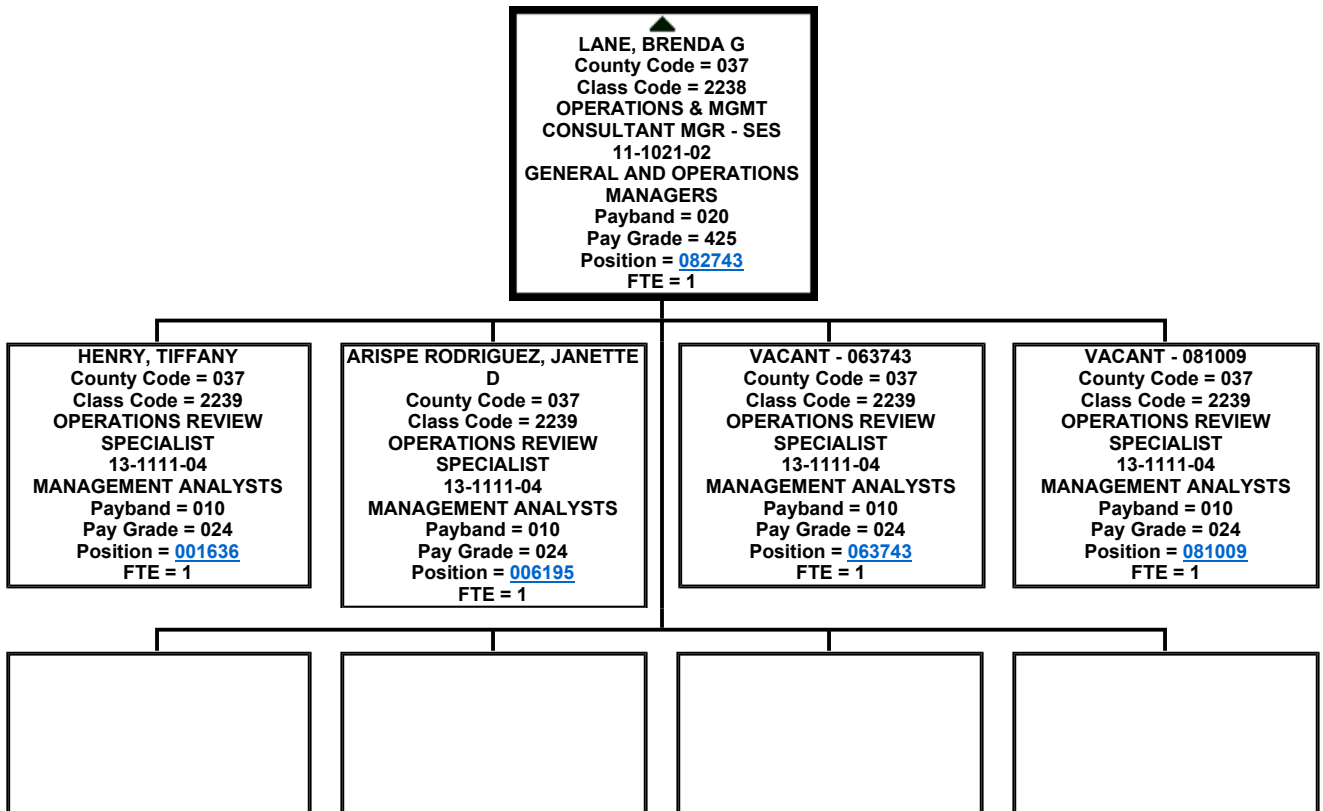 LANE, BRENDA G
County Code = 037
Class Code = 2238
OPERATIONS & MGMT
CONSULTANT MGR - SES
11-1021-02
GENERAL AND OPERATIONS
MANAGERS
Payband = 020
Pay Grade = 425
Position = 082743
FTE = 1
HENRY, TIFFANY
County Code = 037
Class Code = 2239
OPERATIONS REVIEW
SPECIALIST
13-1111-04
MANAGEMENT ANALYSTS
Payband = 010
Pay Grade = 024
Position = 001636
FTE = 1
ARISPE RODRIGUEZ, JANETTE
D
County Code = 037
Class Code = 2239
OPERATIONS REVIEW
SPECIALIST
13-1111-04
MANAGEMENT ANALYSTS
Payband = 010
Pay Grade = 024
Position = 006195
FTE = 1
VACANT - 063743
County Code = 037
Class Code = 2239
OPERATIONS REVIEW
SPECIALIST
13-1111-04
MANAGEMENT ANALYSTS
Payband = 010
Pay Grade = 024
Position = 063743
FTE = 1
VACANT - 081009
County Code = 037
Class Code = 2239
OPERATIONS REVIEW
SPECIALIST
13-1111-04
MANAGEMENT ANALYSTS
Payband = 010
Pay Grade = 024
Position = 081009
FTE = 1